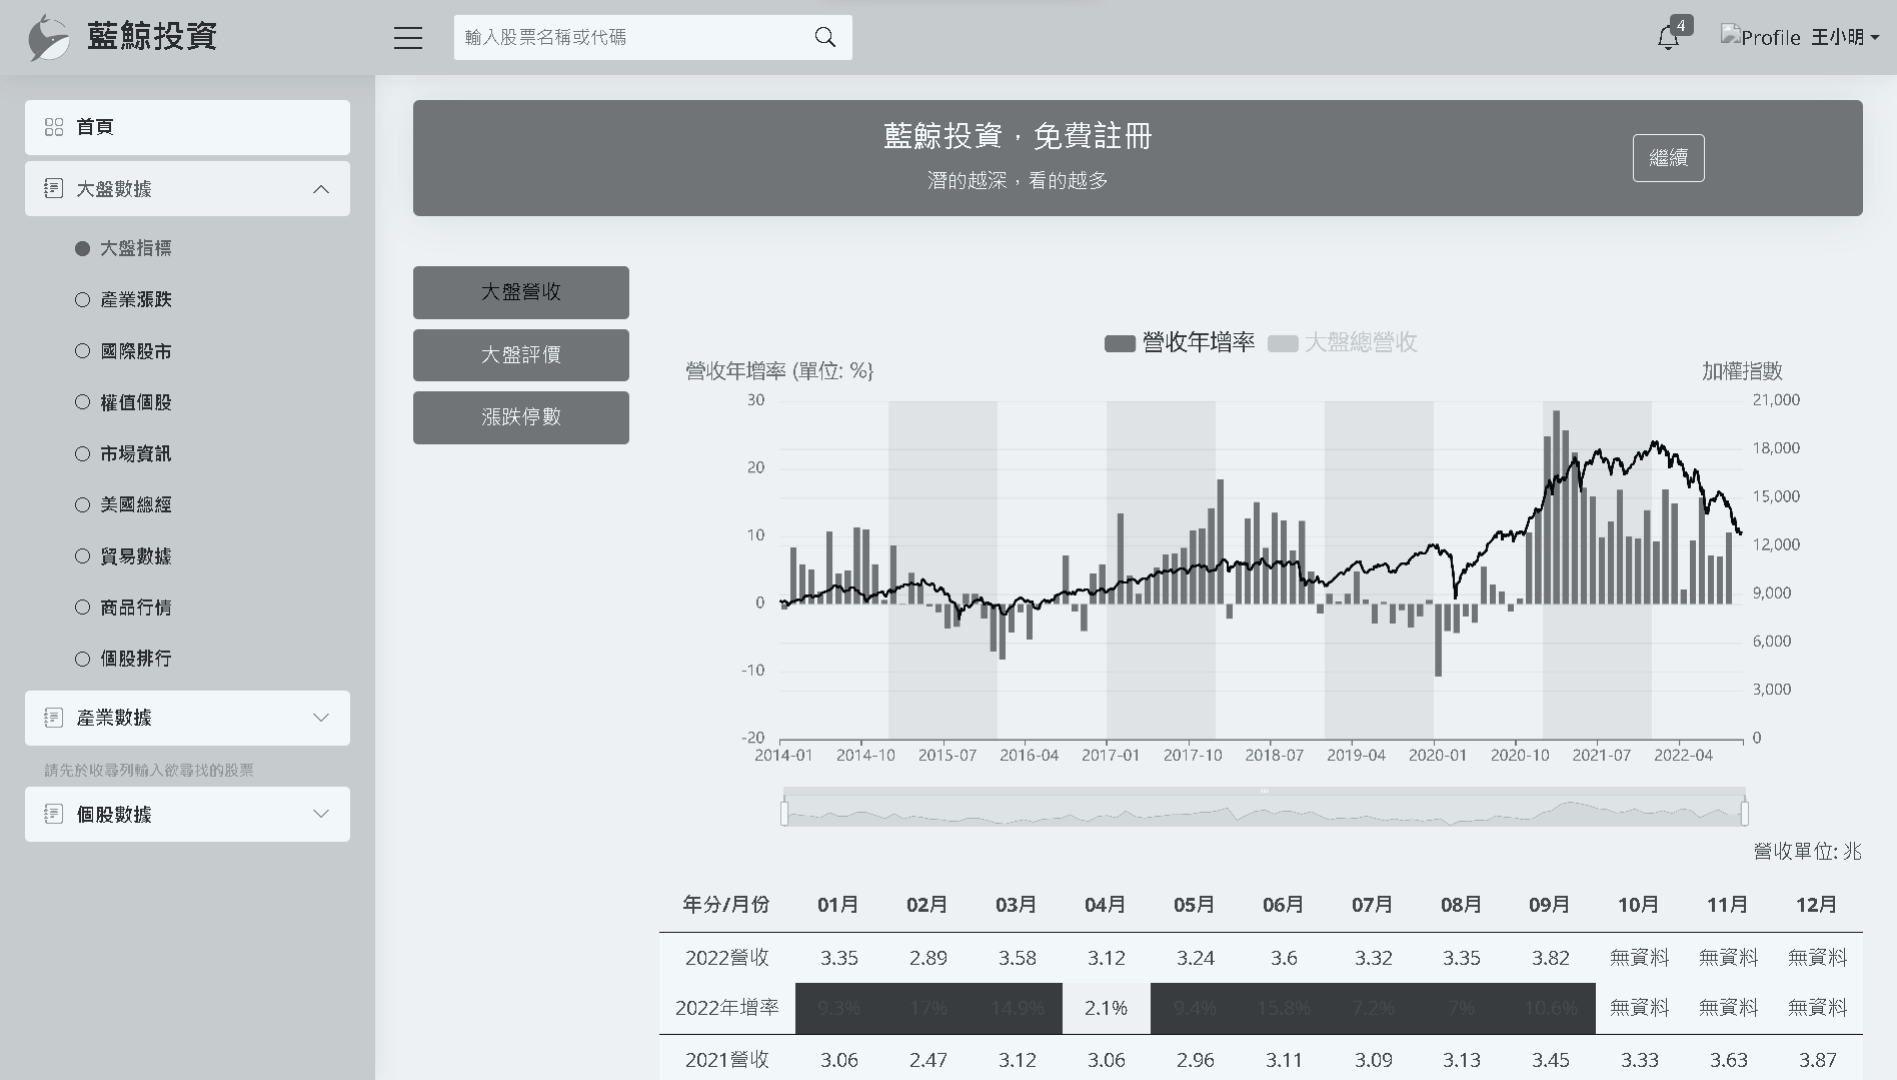 藍鯨投資
輸入股票名稱或代碼
4
Profile 王小明
首頁
大盤數據
大盤指標
產業漲跌
國際股市
權值個股
市場資訊
美國總經
貿易數據
商品行情
個股排行
產業數據
請先於收尋列輸入欲尋找的股票
個股數據
藍鯨投資，免費註冊
潛的越深，看的越多
繼續
大盤營收
大盤評價
漲跌停數
營收年增率 大盤總營收
營收年增率 (單位: %}
加權指數
30
20
10
0
-10
-20
21,000
18,000
15,000
12,000
9,000
6,000
3,000
0
2014-01 2014-10 2015-07 2016-04 2017-01 2017-10 2018-07 2019-04 2020-01 2020-10 2021-07 2022-04
營收單位: 兆
年分/月份 01月 02月 03月 04月 05月 06月 07月 08月 09月 10月 11月 12月
2022營收 3.35 2.89 3.58 3.12 3.24 3.6 3.32 3.35 3.82 無資料 無資料 無資料
2022年增率 9.3% 17% 14.9% 2.1% 9.4% 15.8% 7.2% 7% 10.6% 無資料 無資料 無資料
2021營收 3.06 2.47 3.12 3.06 2.96 3.11 3.09 3.13 3.45 3.33 3.63 3.87